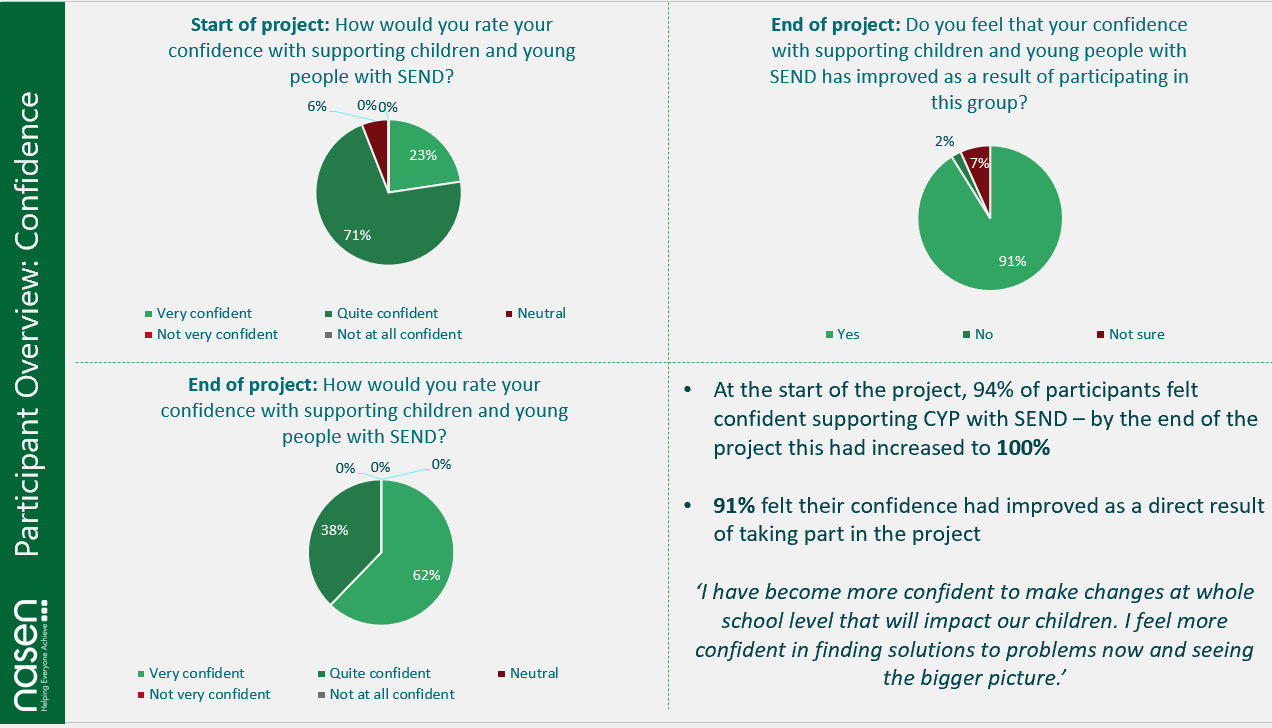 Participant Overview: Confidence
nasen
Helping Everyone Achieve
Start of project: How would you rate your
confidence with supporting children and young
people with SEND?
6%
0%
0%
23%
71%
Very confident
Quite confident
Neutral
Not very confident
Not at all confident
End of project: Do you feel that your confidence
with supporting children and young people with
SEND has improved as a result of participating in
this group?
2%
7%
91%
Yes
No
Not sure
End of project: How would you rate your
confidence with supporting children and young
people with SEND?
0%
0%
0%
38%
62%
Very confident
Quite confident
Neutral
Not very confident
Not at all confident
• At the start of the project, 94% of participants felt
confident supporting CYP with SEND – by the end of the
project this had increased to 100%
• 91% felt their confidence had improved as a direct result
of taking part in the project
‘I have become more confident to make changes at whole
school level that will impact our children. I feel more
confident in finding solutions to problems now and seeing
the bigger picture.’